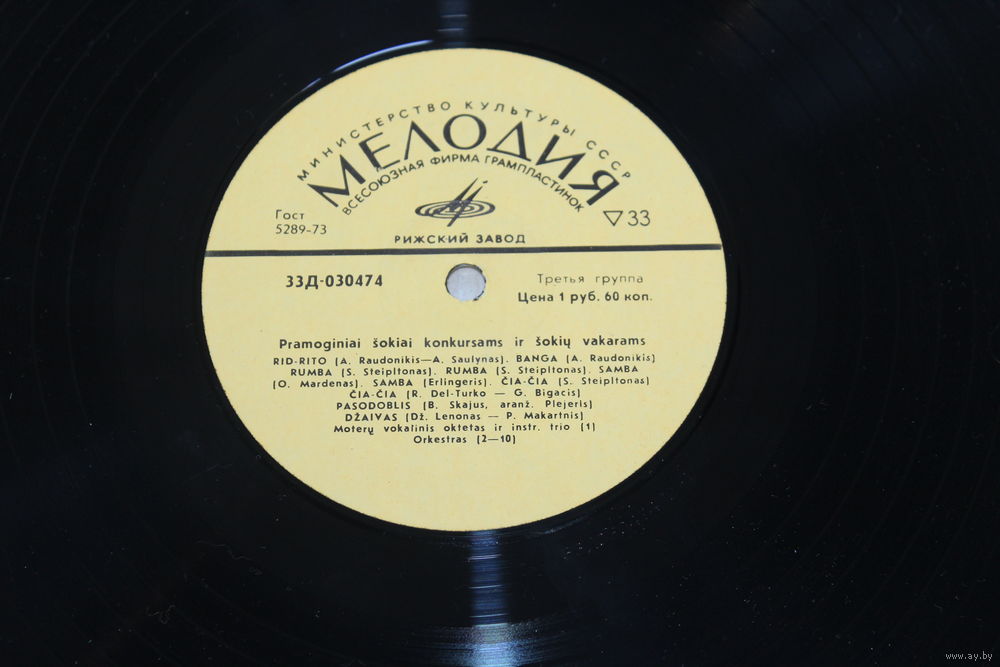 МИНИСТЕРСТВО КУЛЬТУРЫ СССР
МЕЛОДИЯ
ВСЕСОЮЗНАЯ ФИРМА ГРАМПЛАСТИНОК
Гост
5289-73
▽33
РИЖСКИЙ ЗАВОД
33Д-030474
Третья группа
Цена 1 руб. 60 коп.
Pramoginiai šokiai konkursams ir šokių vakarams
RID-RITO (A. Raudonikis—A. Saulynas). BANGA (A. Raudonikis)
RUMBA (S. Steipltonas). RUMBA (S. Steipltonas). SAMBA
(O. Mardenas). SAMBA (Erlingeris). ČIA-ČIA (S. Steipltonas)
ČIA-ČIA (R. Del-Turko — G. Bigacis)
PASODOBLIS (B. Skajus, aranž. Plejeris)
DŽAIVAS (Dž. Lenonas — P. Makartnis)
Moterų vokalinis oktetas ir instr. trio (1)
Orkestras (2—10)
www.ay.by